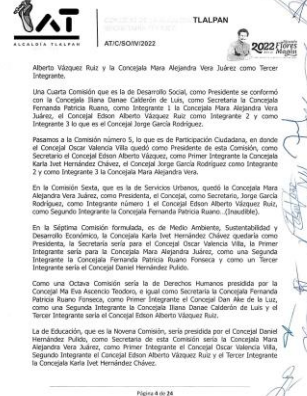 TLALPAN
ALCALDÍA TLALPAN
AT/C/SO/IV/2022
2022 Flores Magón
Alberto Vázquez Ruiz y la Concejala Mara Alejandra Vera Juárez como Tercer
Integrante.
Una Cuarta Comisión que es la de Desarrollo Social, como Presidente se conformó
con la Concejala Iliana Danae Calderón de Luis, como Secretaria la Concejala
Fernanda Patricia Ruano, como Integrante 1 la Concejala Mara Alejandra Vera
Juárez, el Concejal Edson Alberto Vázquez Ruiz como Integrante 2 y como
Integrante 3 lo que es el Concejal Jorge García Rodríguez.
Pasamos a la Comisión número 5, lo que es de Participación Ciudadana, en donde
el Concejal Oscar Valencia Villa quedó como Presidente de esta Comisión, como
Secretario el Concejal Edson Alberto Vázquez, como Primer Integrante la Concejala
Karla Ivet Hernández Chávez, el Concejal Jorge García Rodríguez como Integrante
2 y como Integrante 3 la Concejala Mara Alejandra Vera.
En la Comisión Sexta, que es la de Servicios Urbanos, quedó la Concejala Mara
Alejandra Vera Juárez, como Presidenta, el Concejal, como Secretario, Jorge García
Rodríguez, como Integrante número 1 el Concejal Edson Alberto Vázquez Ruiz,
como Segundo Integrante la Concejala Fernanda Patricia Ruano ..(Inaudible).
En la Séptima Comisión formulada, es de Medio Ambiente, Sustentabilidad y
Desarrollo Económico, la Concejala Karla Ivet Hernández Chávez quedaría como
Presidenta, la Secretaría sería para el Concejal Oscar Valencia Villa, la Primer
Integrante sería para la Concejala Mara Alejandra Juárez, como una Segunda
Integrante la Concejala Fernanda Patricia Ruano Fonseca y como un Tercer
Integrante sería el Concejal Daniel Hernández Pulido.
Como una Octava Comisión sería la de Derechos Humanos presidida por la
Concejal Ma Eva Ascencio Teodoro, e igual como Secretaria la Concejala Fernanda
Patricia Ruano Fonseca, como Primer Integrante el Concejal Dan Ake de la Luz,
como una Segunda Integrante la Concejala Iliana Danae Calderón de Luis y el
Tercer Integrante sería el Concejal Edson Alberto Vázquez Ruiz.
La de Educación, que es la Novena Comisión, sería presidida por el Concejal Daniel
Hernández Pulido, como Secretario de esta Comisión sería la Concejala Mara
Alejandra Vera Juárez, como Primer Integrante el Concejal Oscar Valencia Villa,
Segundo Integrante el Concejal Edson Alberto Vázquez Ruiz y el Tercer Integrante
la Concejala Karla Ivet Hernández Chávez.
Página 4 de 24